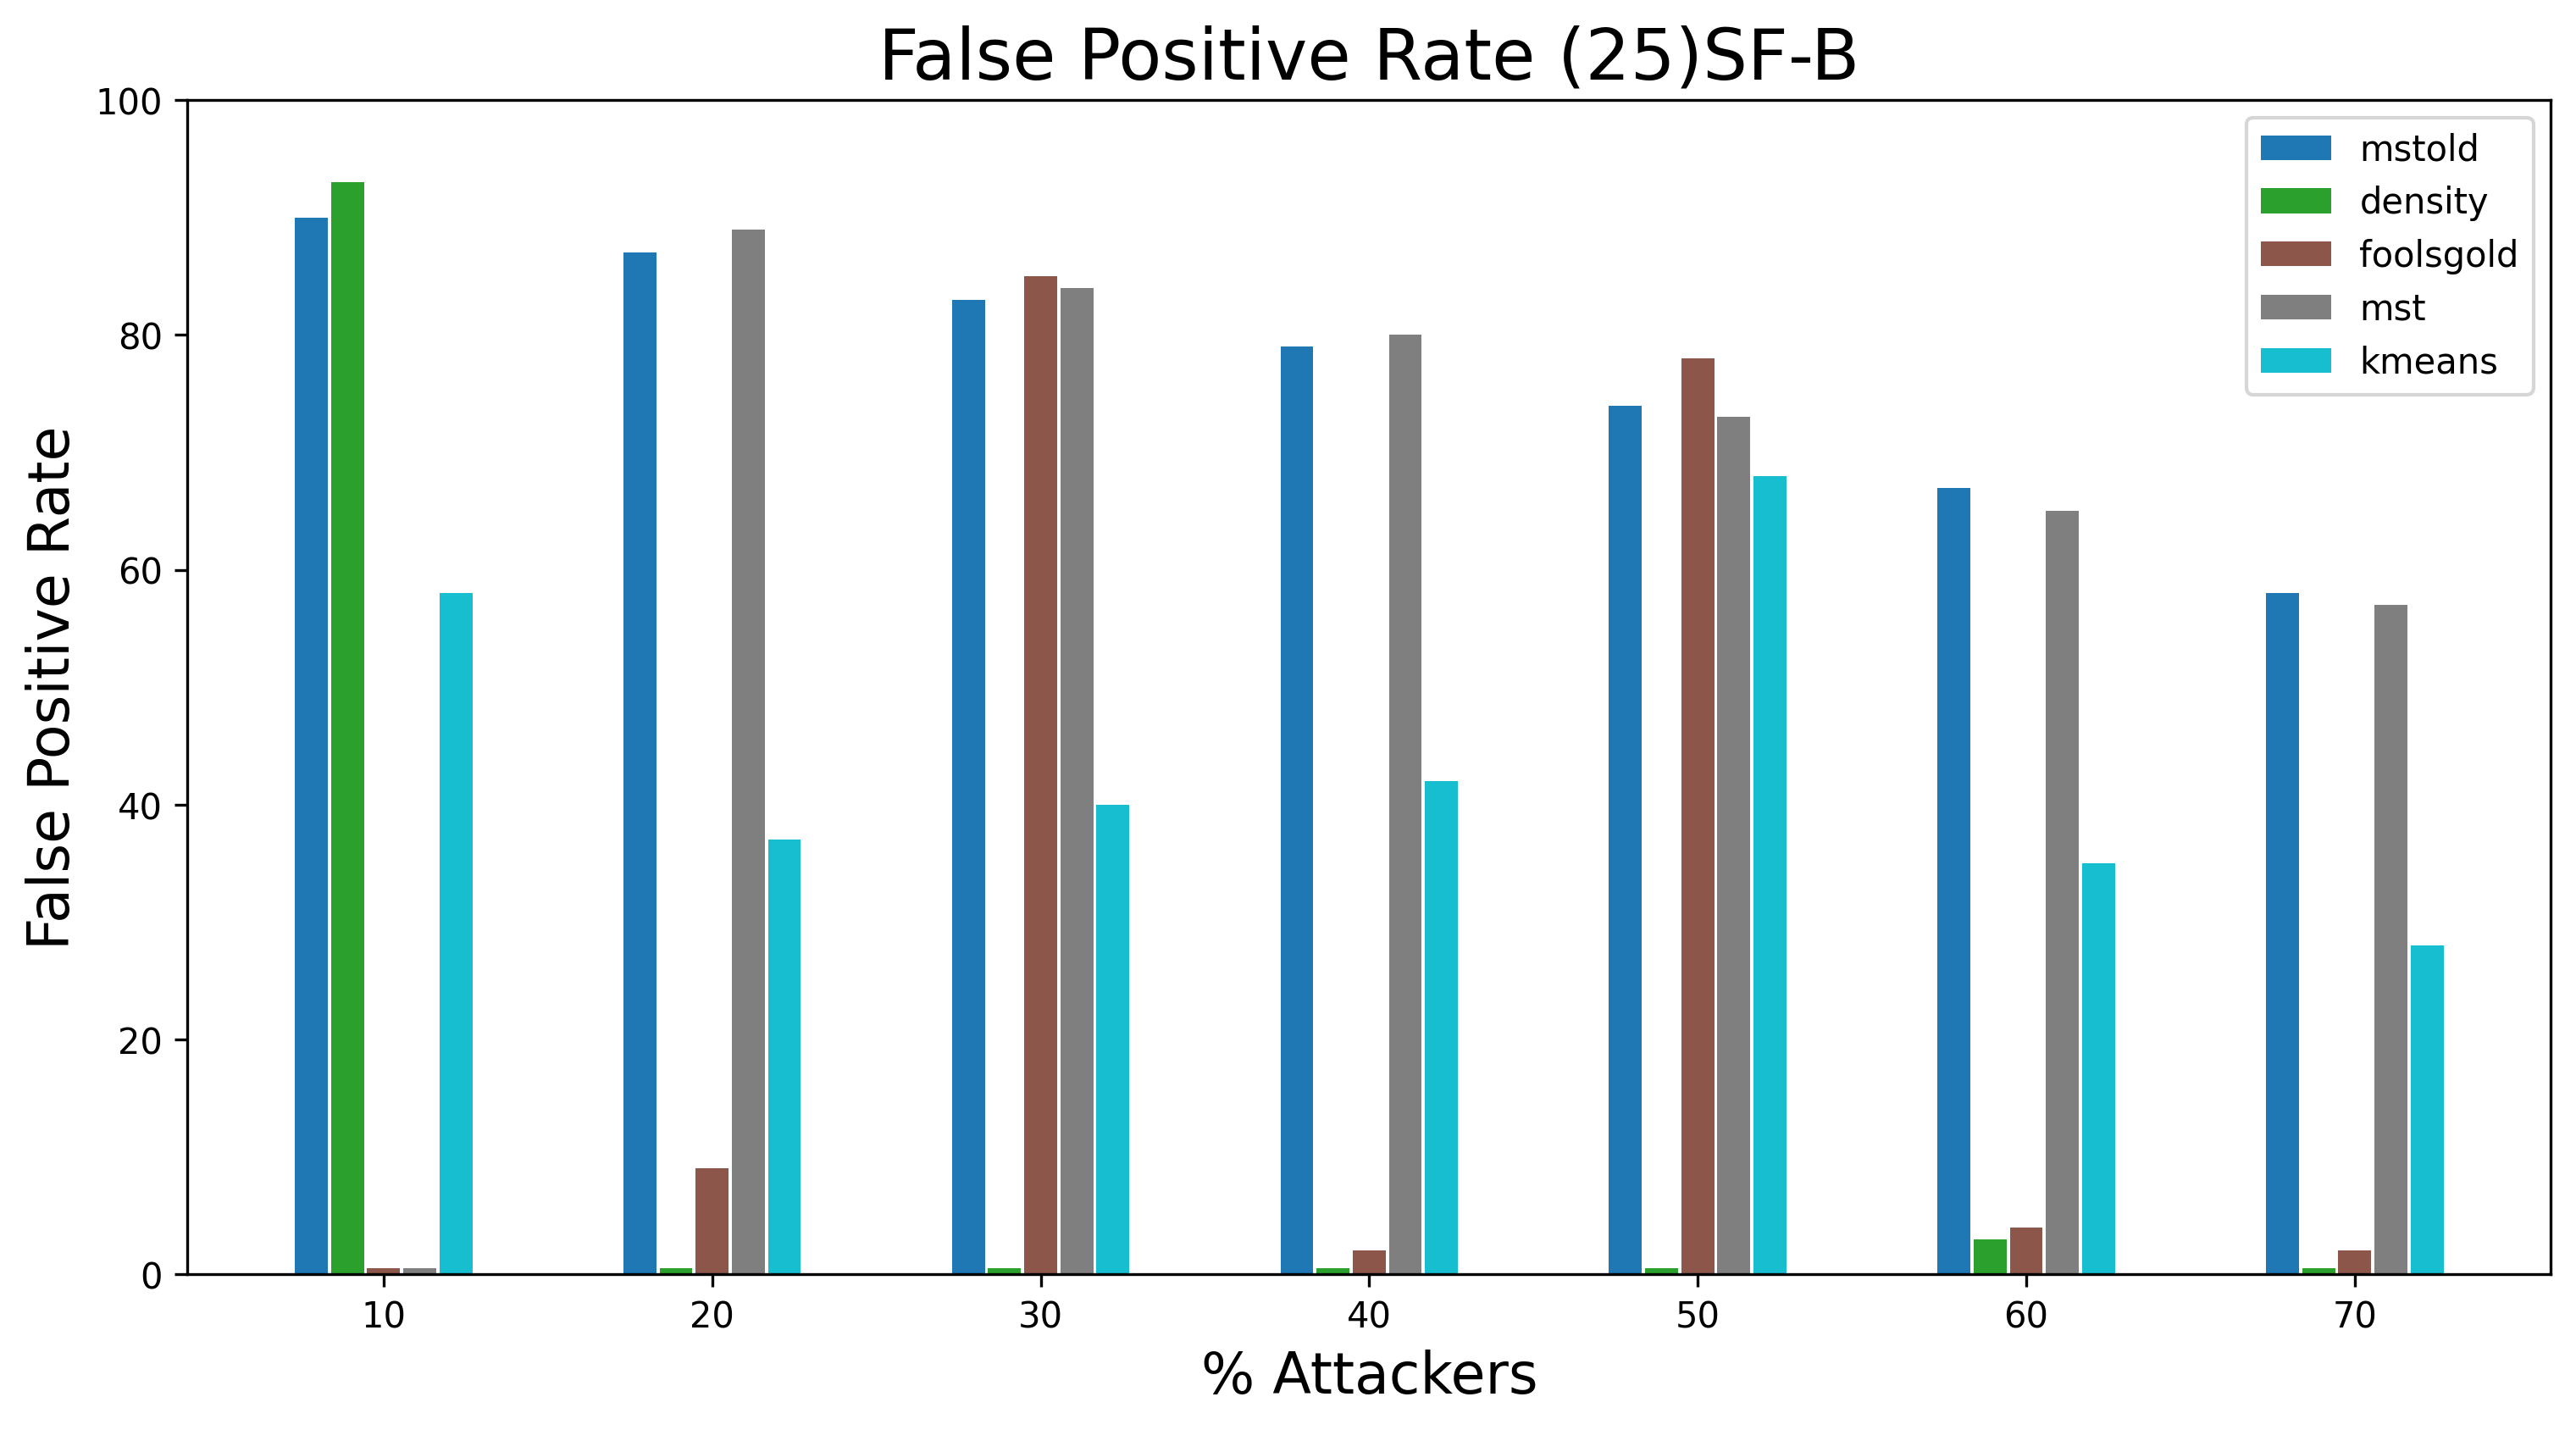 False Positive Rate (25)SF-B
100
80
60
40
20
0
False Positive Rate
mstold
density
foolsgold
mst
kmeans
10 20 30 40 50 60 70
% Attackers